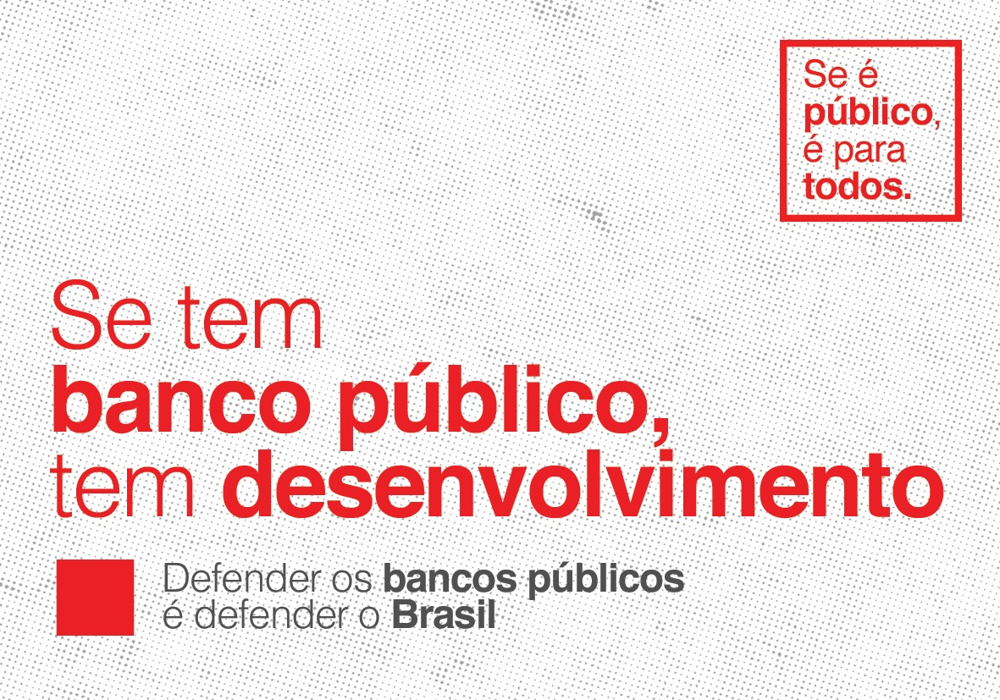 Se é
público,
é para
todos.
Se tem
banco público,
tem desenvolvimento
Defender os bancos públicos
é defender o Brasil